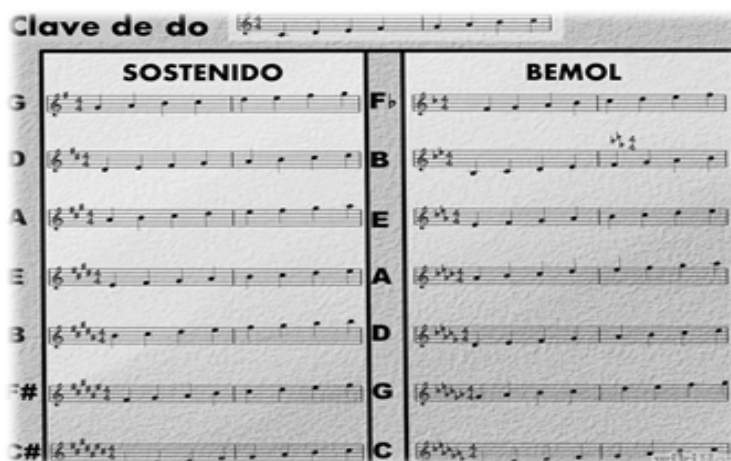 Clave de do
SOSTENIDO BEMOL
G F♭
D B
A E
E A
B D
F# G
C# C